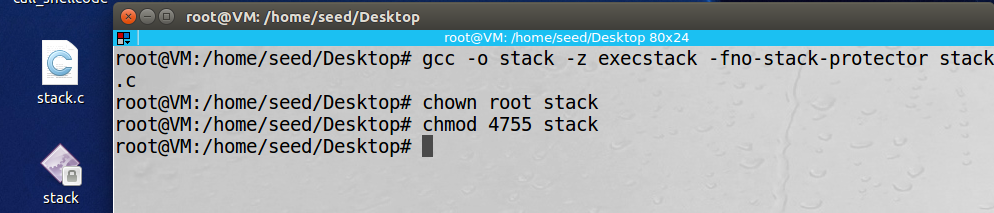 call_shellcode
root@VM: /home/seed/Desktop
root@VM: /home/seed/Desktop 80x24
root@VM:/home/seed/Desktop# gcc -o stack -z execstack -fno-stack-protector stack
.c
root@VM:/home/seed/Desktop# chown root stack
root@VM:/home/seed/Desktop# chmod 4755 stack
root@VM:/home/seed/Desktop#
stack.c
stack